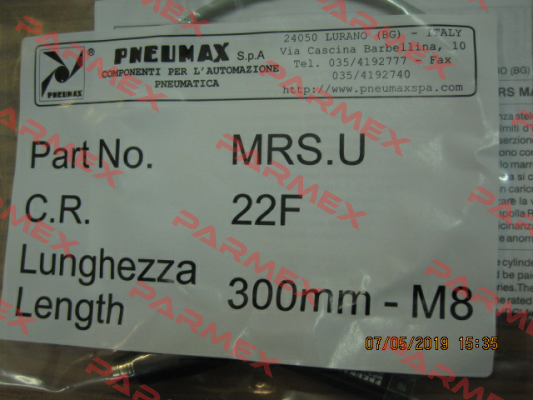 PNEUMAX S.p.A
COMPONENTI PER L'AUTOMAZIONE
PNEUMATICA
PNEUMAX
®
24050 LURANO (BG) - ITALY
Via Cascina Barbellina, 10
Tel. 035/4192777 - Fax
035/4192740
http://www.pneumaxspa.com
Part No. MRS.U
C.R. 22F
Lunghezza
Length 300mm - M8
07/05/2019 15:35
PARMEX